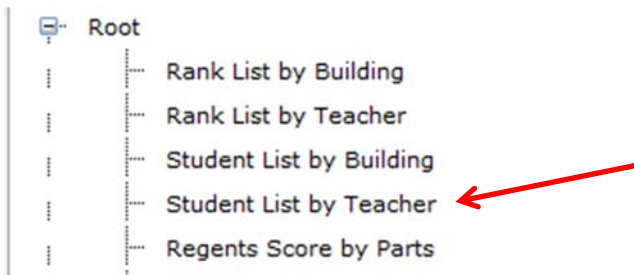 Root
Rank List by Building
Rank List by Teacher
Student List by Building
Student List by Teacher
Regents Score by Parts